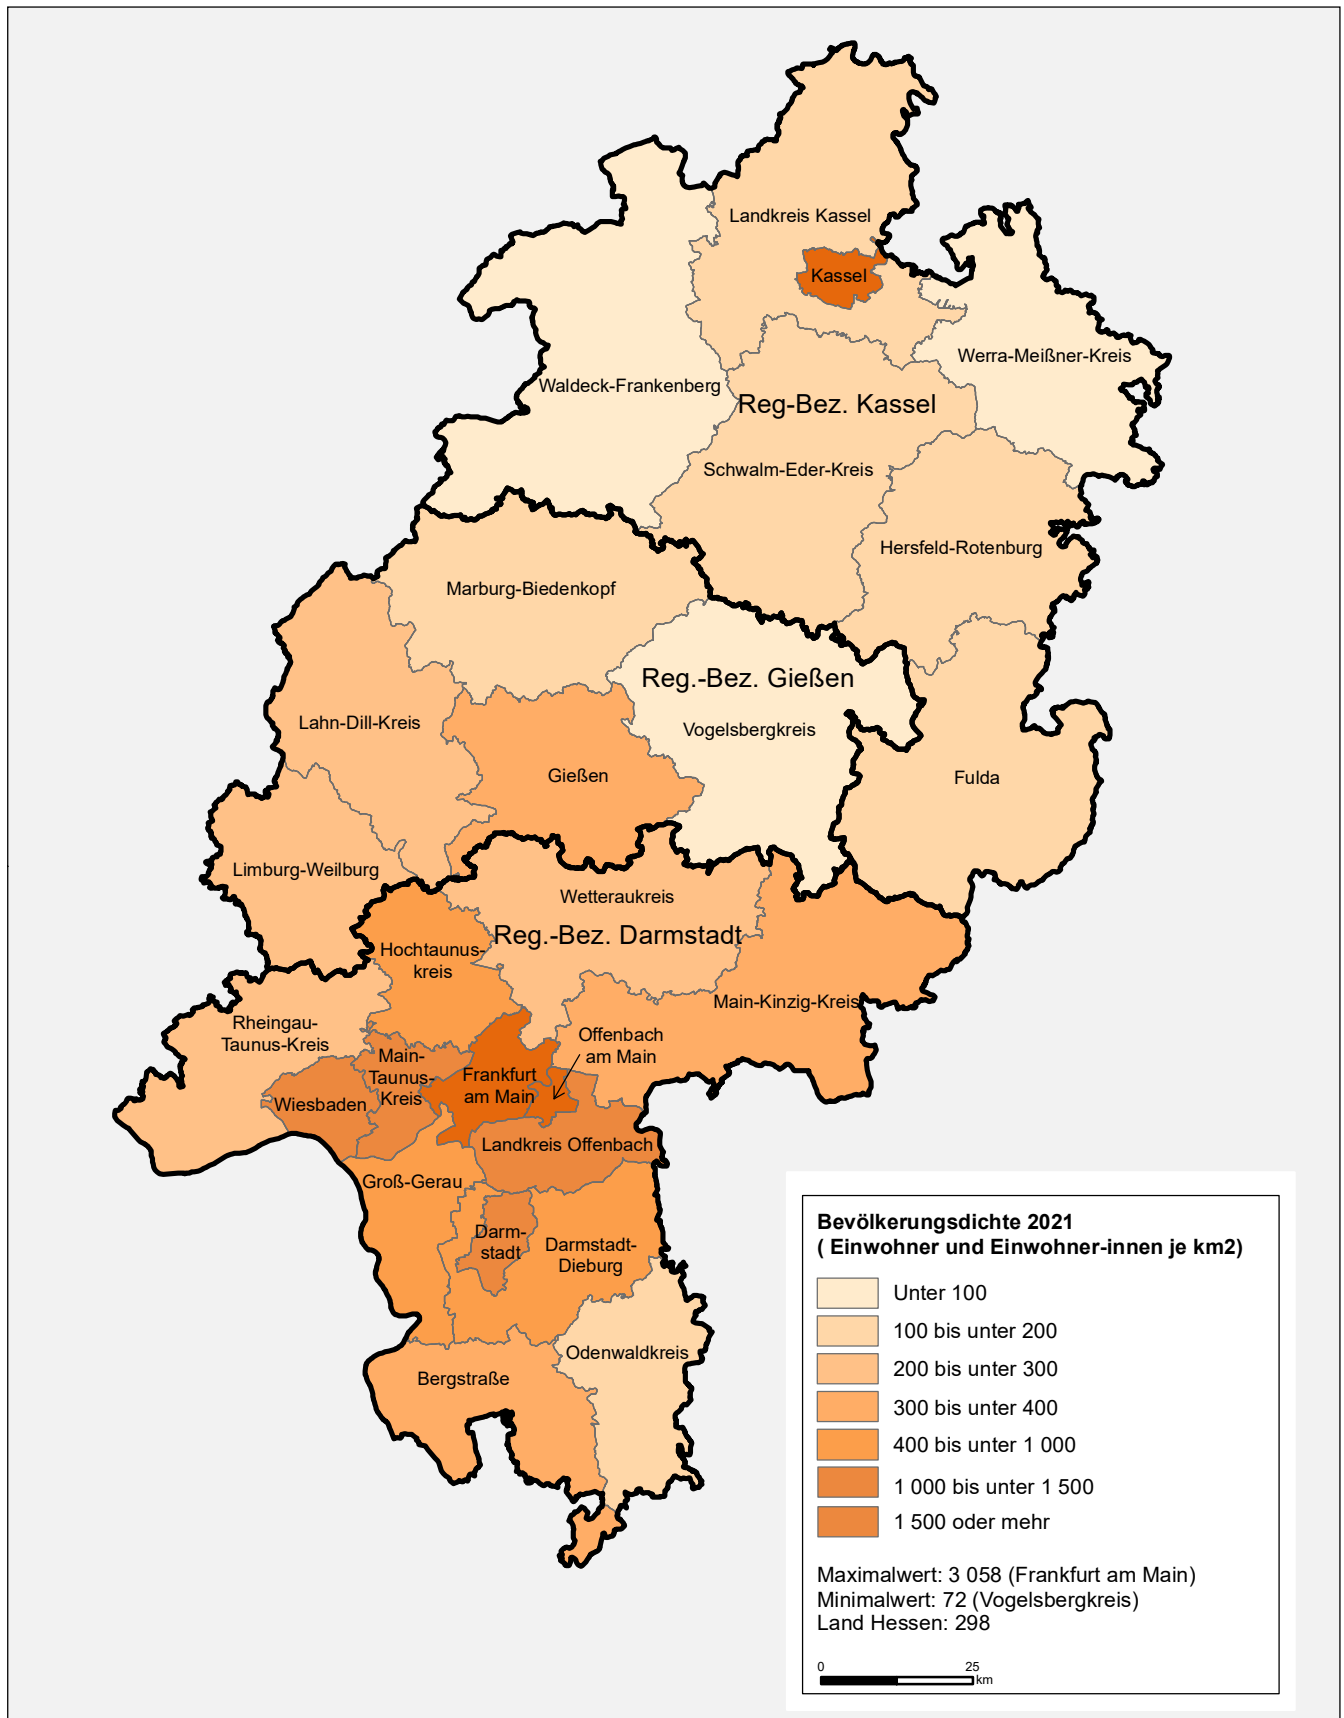 Landkreis Kassel
Kassel
Werra-Meißner-Kreis
Waldeck-Frankenberg
Reg-Bez. Kassel
Schwalm-Eder-Kreis
Hersfeld-Rotenburg
Marburg-Biedenkopf
Reg.-Bez. Gießen
Lahn-Dill-Kreis
Vogelsbergkreis
Gießen
Fulda
Limburg-Weilburg
Wetteraukreis
Reg.-Bez. Darmstadt
Hochtaunus-
kreis
Main-Kinzig-Kreis
Rheingau-
Taunus-Kreis
Offenbach
am Main
Main-
Taunus-
Kreis
Frankfurt
am Main
Wiesbaden
Landkreis Offenbach
Groß-Gerau
Darm-
stadt
Darmstadt-
Dieburg
Odenwaldkreis
Bergstraße
Bevölkerungsdichte 2021
( Einwohner und Einwohner-innen je km2)
Unter 100
100 bis unter 200
200 bis unter 300
300 bis unter 400
400 bis unter 1 000
1 000 bis unter 1 500
1 500 oder mehr
Maximalwert: 3 058 (Frankfurt am Main)
Minimalwert: 72 (Vogelsbergkreis)
Land Hessen: 298
0 25
km